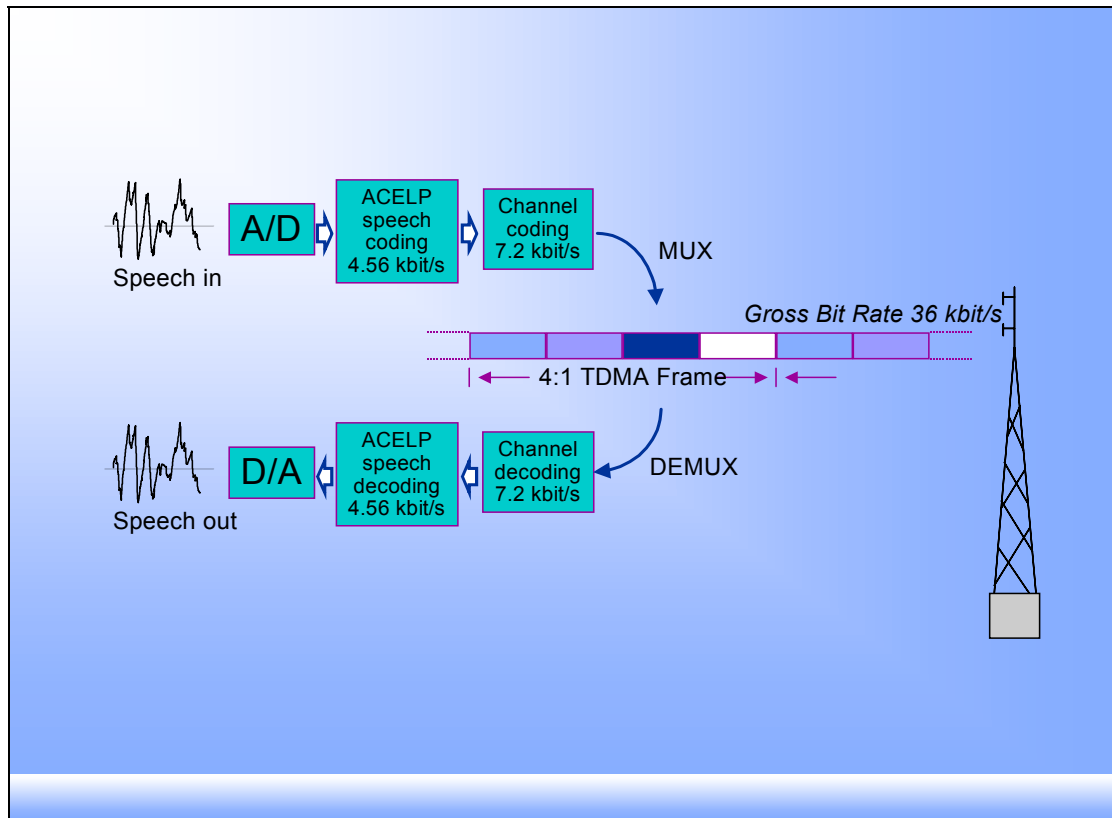 Speech in
A/D
ACELP
speech
coding
4.56 kbit/s
Channel
coding
7.2 kbit/s
MUX
Gross Bit Rate 36 kbit/s
4:1 TDMA Frame
DEMUX
Channel
decoding
7.2 kbit/s
ACELP
speech
decoding
4.56 kbit/s
D/A
Speech out